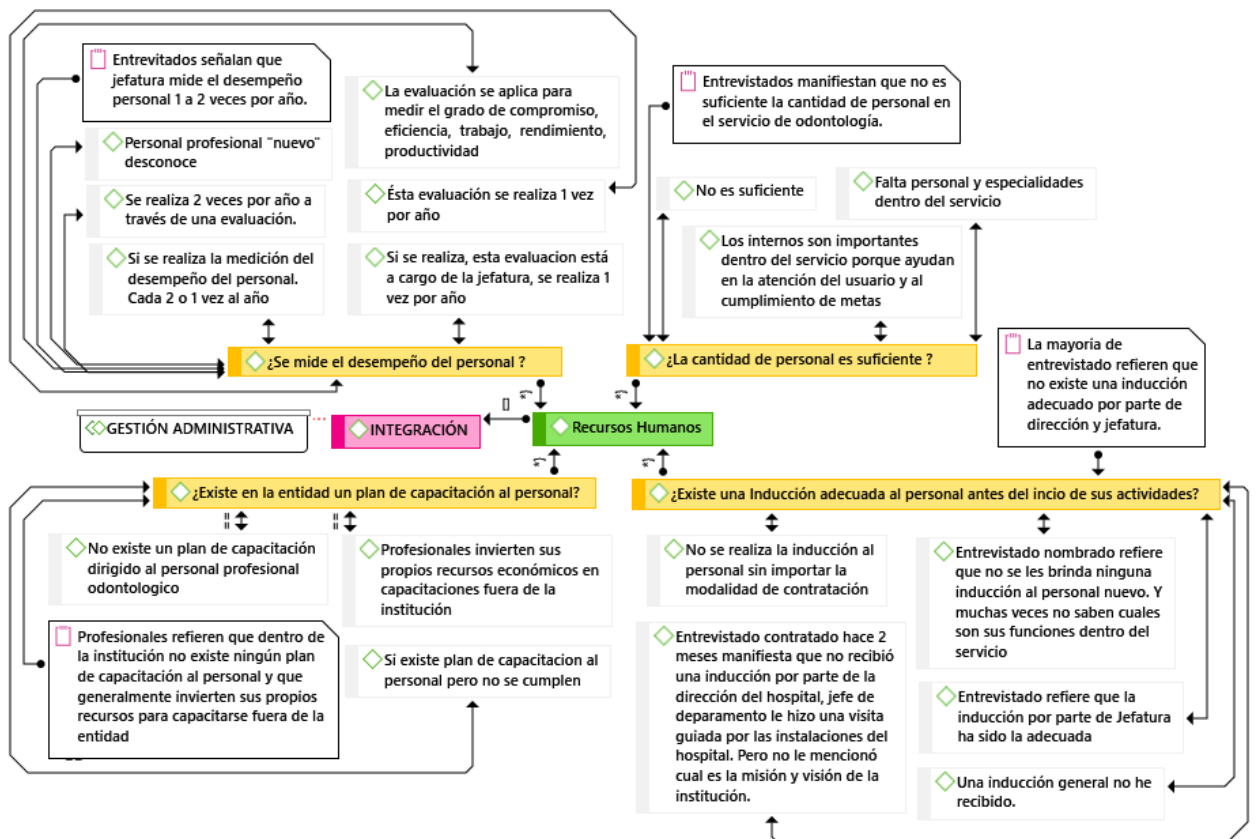 Entrevitados señalan que
jefatura mide el desempeño
personal 1 a 2 veces por año.
Personal profesional ¨nuevo¨
desconoce
Se realiza 2 veces por año a
través de una evaluación.
Si se realiza la medición del
desempeño del personal.
Cada 2 o 1 vez al año
La evaluación se aplica para
medir el grado de compromiso,
eficiencia, trabajo, rendimiento,
productividad
Ésta evaluación se realiza 1 vez
por año
Si se realiza, esta evaluacion está
a cargo de la jefatura, se realiza 1
vez por año
Entrevistados manifiestan que no es
suficiente la cantidad de personal en
el servicio de odontología.
No es suficiente
Falta personal y especialidades
dentro del servicio
Los internos son importantes
dentro del servicio porque ayudan
en la atención del usuario y al
cumplimiento de metas
¿Se mide el desempeño del personal ?
¿La cantidad de personal es suficiente ?
La mayoria de
entrevistado refieren que
no existe una inducción
adecuado por parte de
dirección y jefatura.
*}
*}
[]
GESTIÓN ADMINISTRATIVA
INTEGRACIÓN
Recursos Humanos
*}
*}
¿Existe en la entidad un plan de capacitación al personal?
¿Existe una Inducción adecuada al personal antes del incio de sus actividades?
==
==
No existe un plan de capacitación
dirigido al personal profesional
odontologico
Profesionales invierten sus
propios recursos económicos en
capacitaciones fuera de la
institución
Profesionales refieren que dentro de
la institución no existe ningún plan
de capacitación al personal y que
generalmente invierten sus propios
recursos para capacitarse fuera de la
entidad
Si existe plan de capacitacion al
personal pero no se cumplen
No se realiza la inducción al
personal sin importar la
modalidad de contratación
Entrevistado nombrado refiere
que no se les brinda ninguna
inducción al personal nuevo. Y
muchas veces no saben cuales
son sus funciones dentro del
servicio
Entrevistado contratado hace 2
meses manifiesta que no recibió
una inducción por parte de la
dirección del hospital, jefe de
deparamento le hizo una visita
guiada por las instalaciones del
hospital. Pero no le mencionó
cual es la misión y visión de la
institución.
Entrevistado refiere que la
inducción por parte de Jefatura
ha sido la adecuada
Una inducción general no he
recibido.